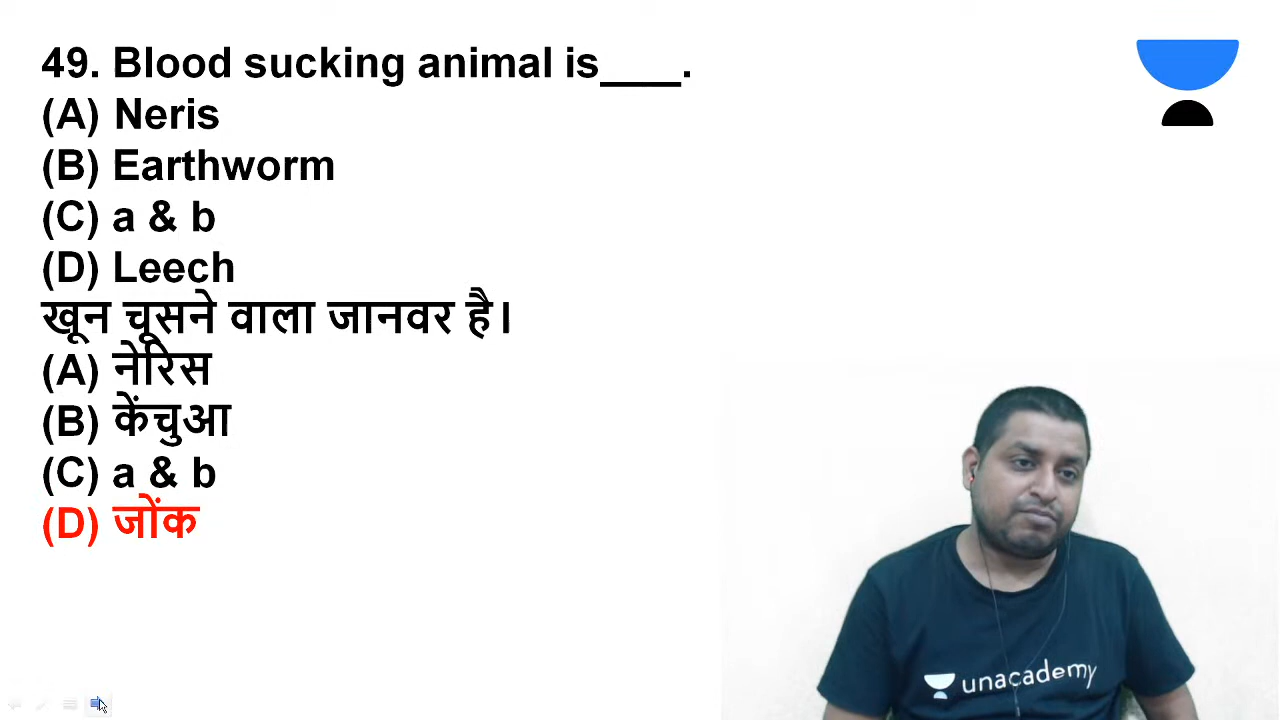 49. Blood sucking animal is____.
(A) Neris
(B) Earthworm
(C) a & b
(D) Leech
खून चूसने वाला जानवर है।
(A) नेरिस
(B) केंचुआ
(C) a & b
(D) जोंक
unacademy